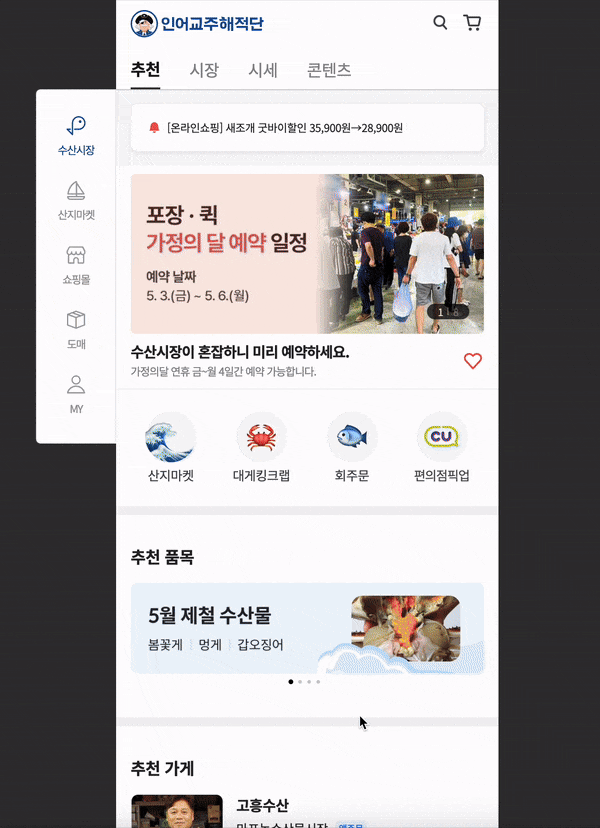 인어교주해적단
추천 시장 시세 콘텐츠
수산시장
산지마켓
쇼핑몰
도매
MY
[온라인쇼핑] 새조개 굿바이할인 35,900원→28,900원
포장 · 퀵
가정의 달 예약 일정
예약 날짜
5. 3.(금) ~ 5. 6.(월)
수산시장이 혼잡하니 미리 예약하세요.
가정의달 연휴 금~월 4일간 예약 가능합니다.
CU
산지마켓 대게킹크랩 회주문 편의점픽업
추천 품목
5월 제철 수산물
봄꽃게 멍게 갑오징어
추천 가게
고흥수산